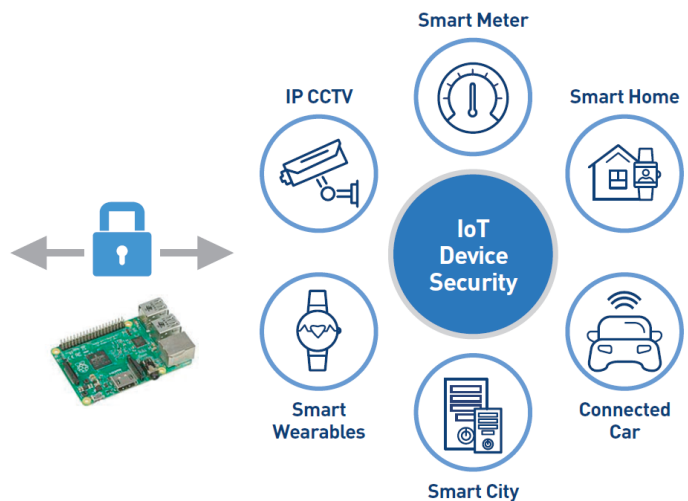 Smart Meter
IP CCTV
Smart Home
IoT
Device
Security
Smart
Wearables
Connected
Car
Smart City